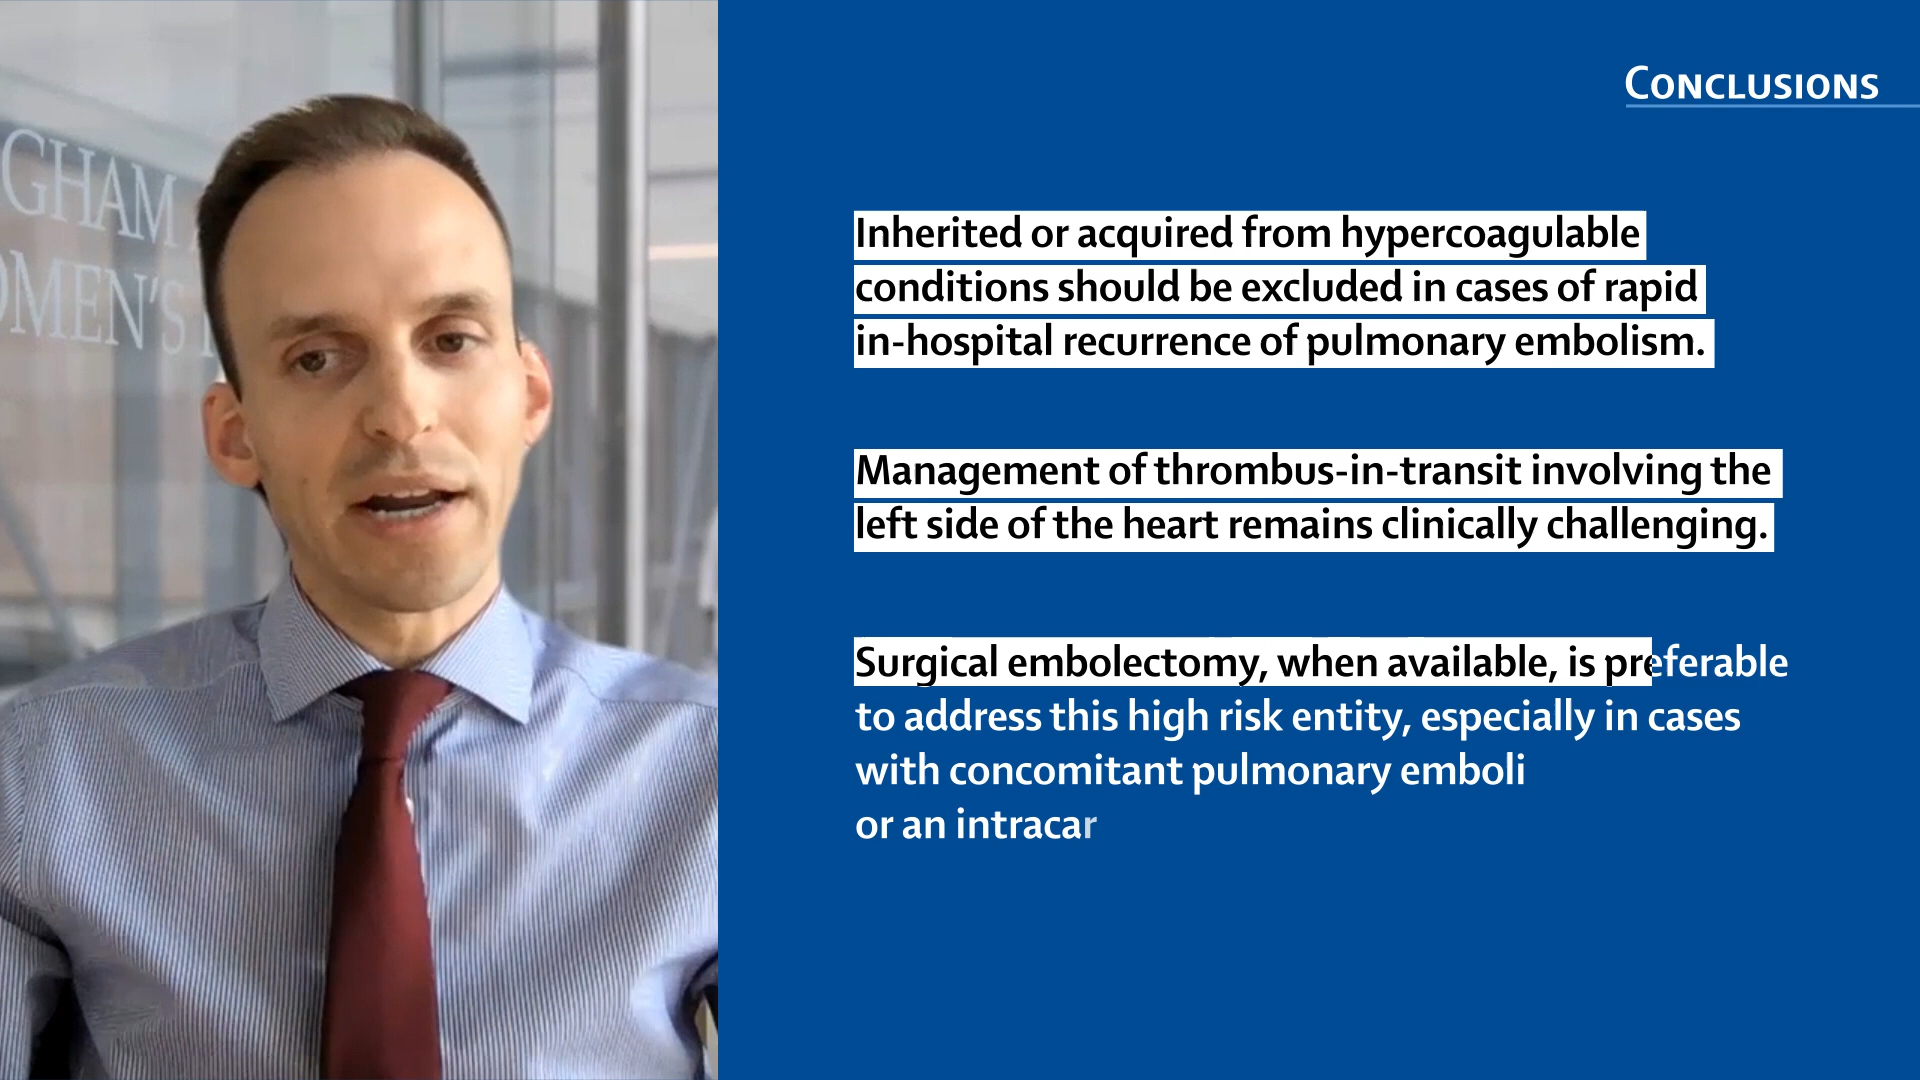 GHAM
OMEN'S
CONCLUSIONS
Inherited or acquired from hypercoagulable
conditions should be excluded in cases of rapid
in-hospital recurrence of pulmonary embolism.
Management of thrombus-in-transit involving the
left side of the heart remains clinically challenging.
Surgical embolectomy, when available, is preferable
to address this high risk entity, especially in cases
with concomitant pulmonary emboli
or an intracar